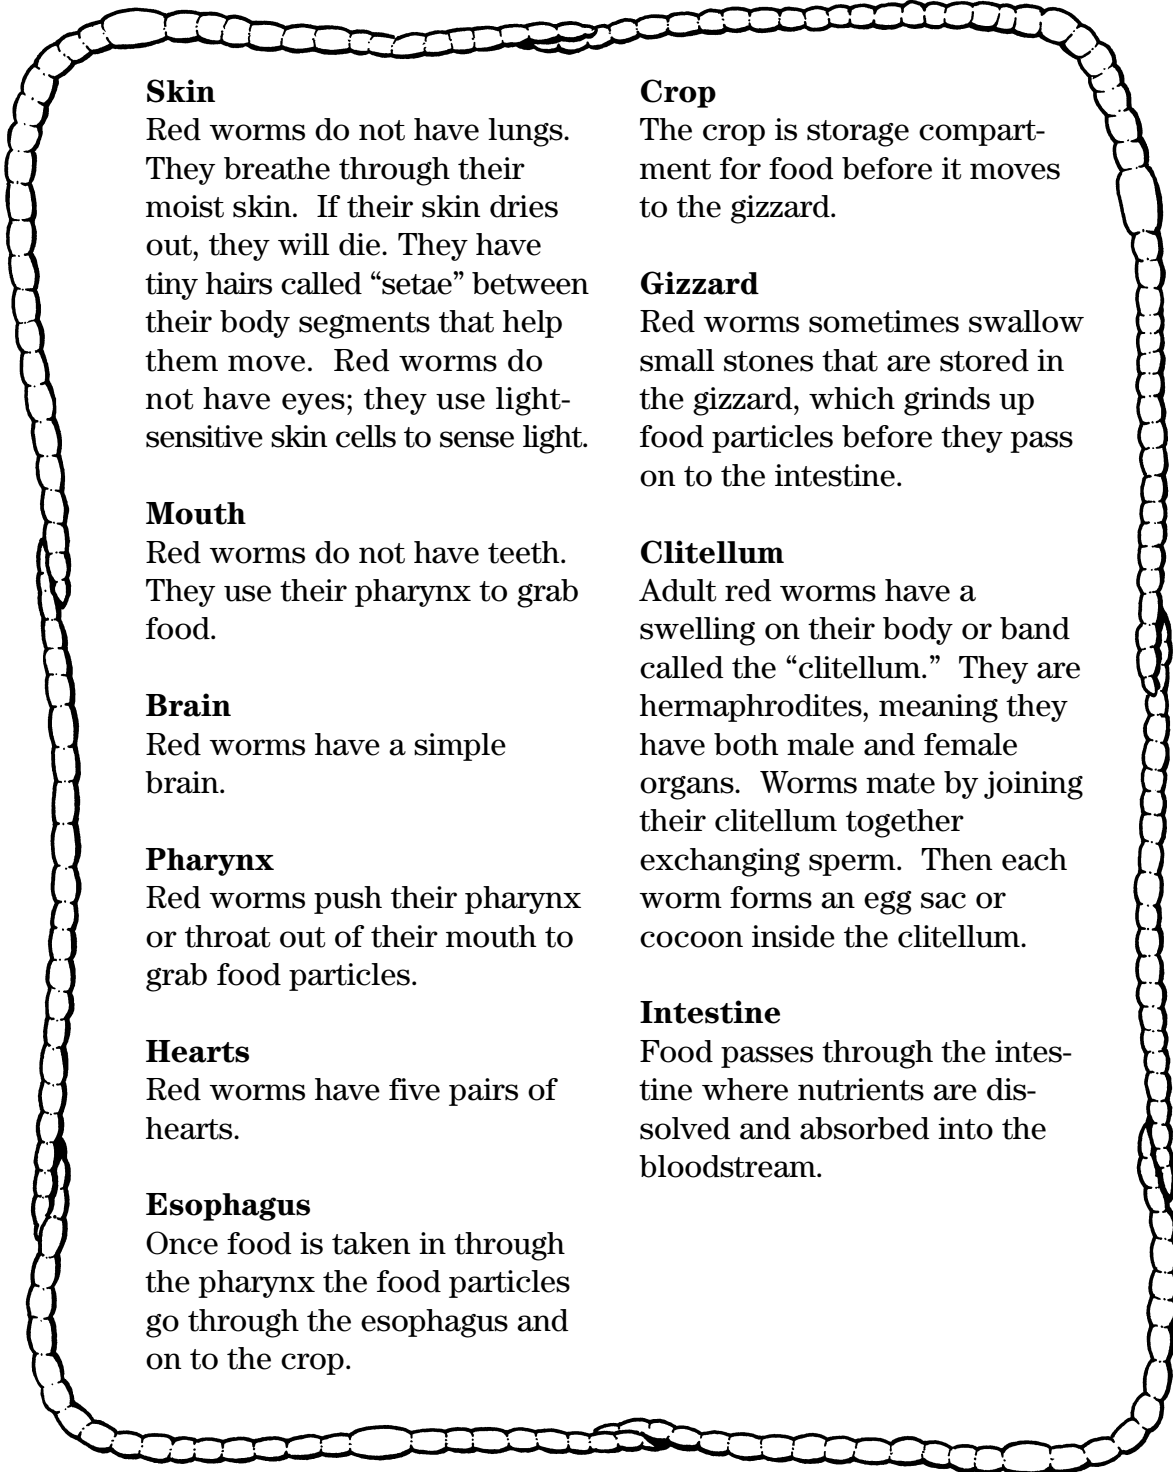 Skin
Red worms do not have lungs.
They breathe through their
moist skin.  If their skin dries
out, they will die. They have
tiny hairs called “setae” between
their body segments that help
them move.  Red worms do
not have eyes; they use light-
sensitive skin cells to sense light.
Mouth
Red worms do not have teeth.
They use their pharynx to grab
food.
Brain
Red worms have a simple
brain.
Pharynx
Red worms push their pharynx
or throat out of their mouth to
grab food particles.
Hearts
Red worms have five pairs of
hearts.
Esophagus
Once food is taken in through
the pharynx the food particles
go through the esophagus and
on to the crop.
Crop
The crop is storage compart-
ment for food before it moves
to the gizzard.
Gizzard
Red worms sometimes swallow
small stones that are stored in
the gizzard, which grinds up
food particles before they pass
on to the intestine.
Clitellum
Adult red worms have a
swelling on their body or band
called the “clitellum.”  They are
hermaphrodites, meaning they
have both male and female
organs.  Worms mate by joining
their clitellum together
exchanging sperm.  Then each
worm forms an egg sac or
cocoon inside the clitellum.
Intestine
Food passes through the intes-
tine where nutrients are dis-
solved and absorbed into the
bloodstream.